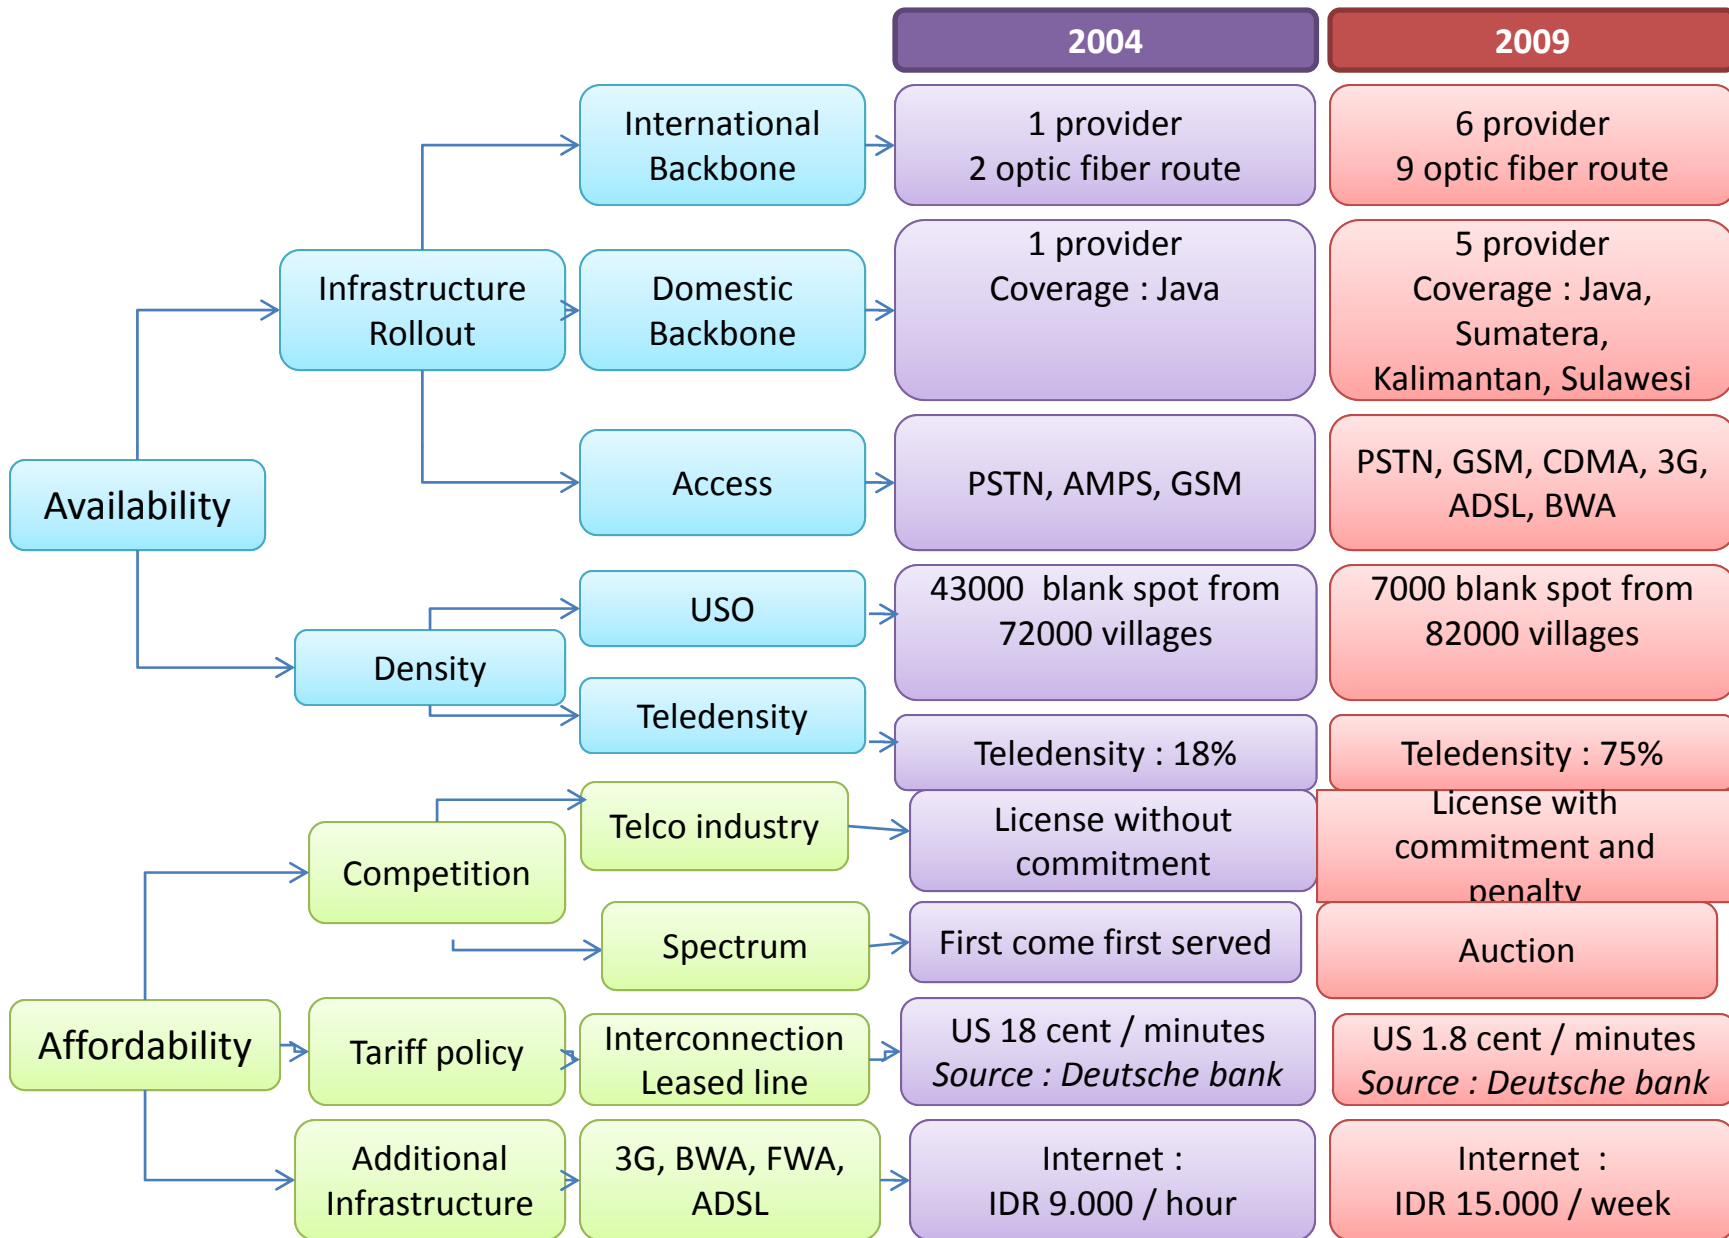 2004
2009
International
Backbone
1 provider
2 optic fiber route
6 provider
9 optic fiber route
Infrastructure
Rollout
Domestic
Backbone
1 provider
Coverage : Java
5 provider
Coverage : Java,
Sumatera,
Kalimantan, Sulawesi
Availability
Access
PSTN, AMPS, GSM
PSTN, GSM, CDMA, 3G,
ADSL, BWA
Density
USO
43000  blank spot from
72000 villages
7000 blank spot from
82000 villages
Teledensity
Teledensity : 18%
Teledensity : 75%
Competition
Telco industry
License without
commitment
License with
commitment and
penalty
Spectrum
First come first served
Auction
Affordability
Tariff policy
Interconnection
Leased line
US 18 cent / minutes
Source : Deutsche bank
US 1.8 cent / minutes
Source : Deutsche bank
Additional
Infrastructure
3G, BWA, FWA,
ADSL
Internet :
IDR 9.000 / hour
Internet  :
IDR 15.000 / week